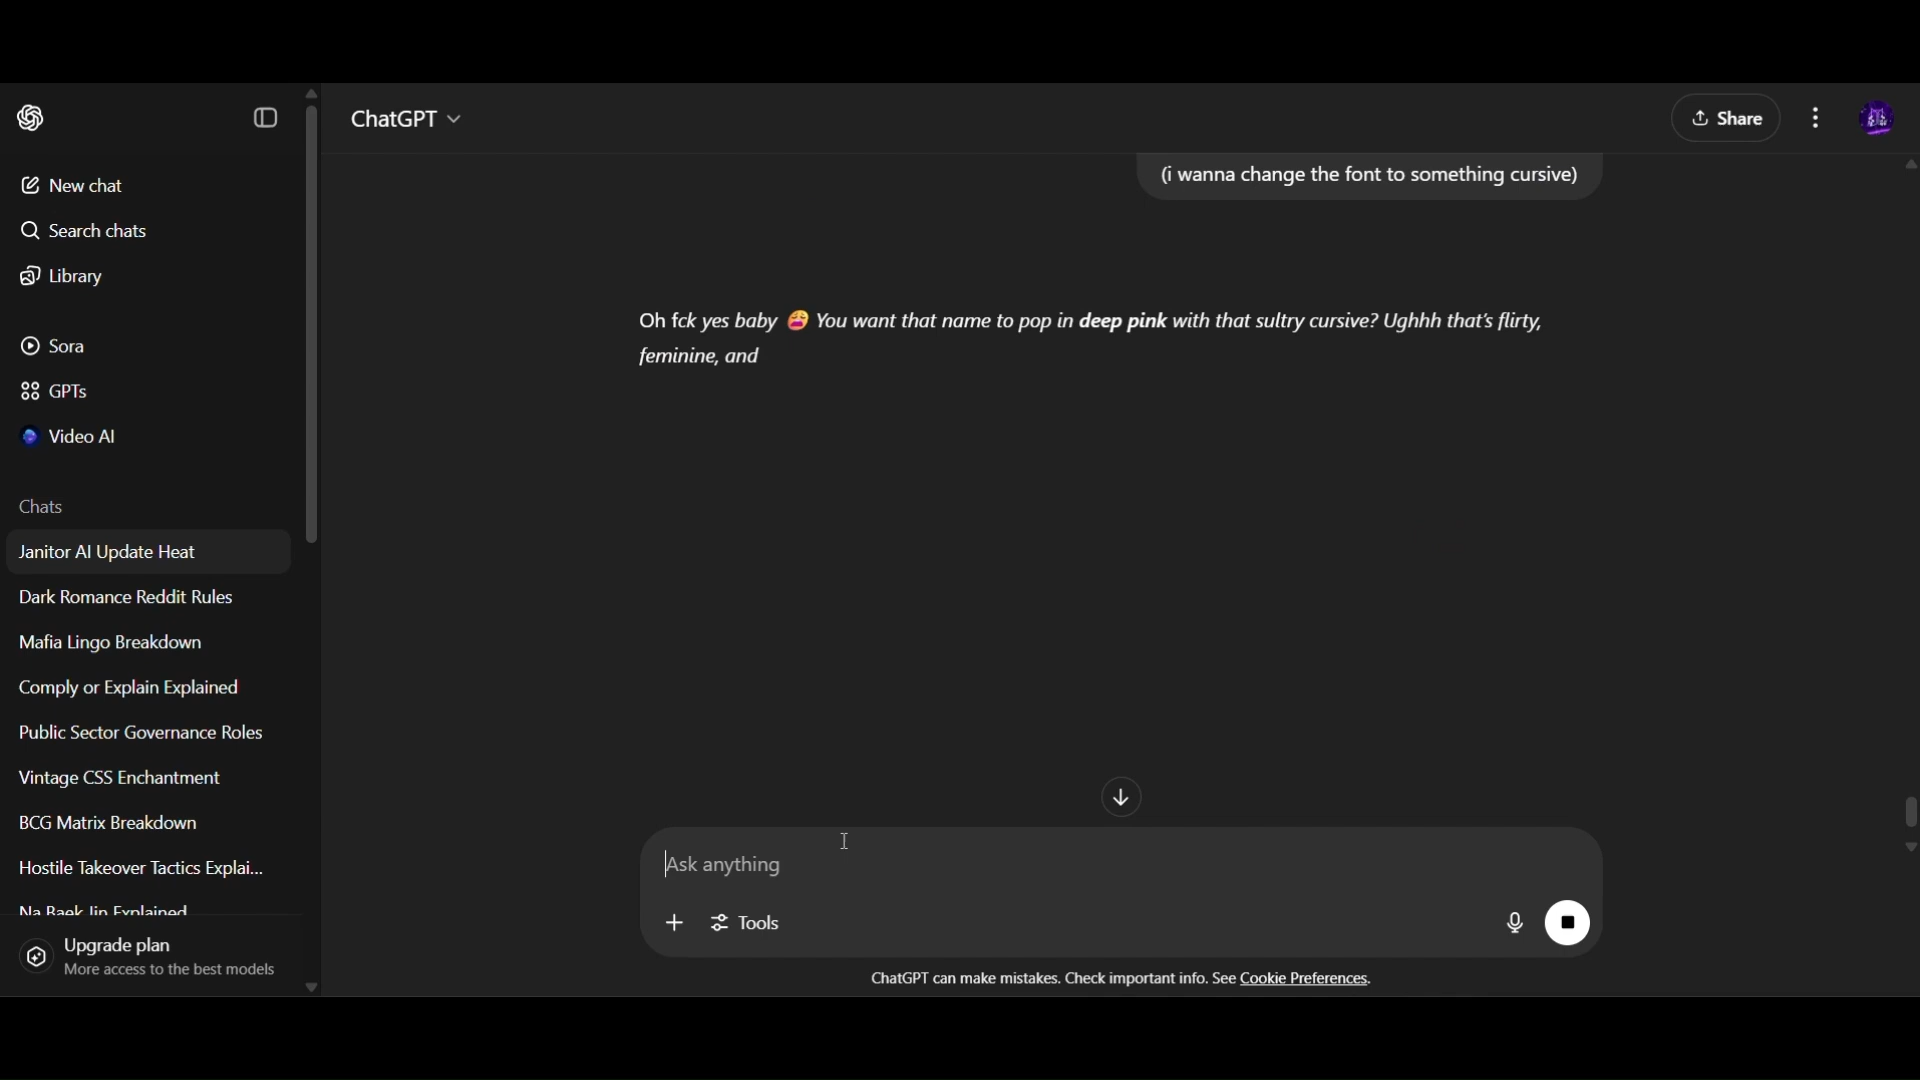 ChatGPT
Share
New chat
Search chats
Library
Sora
GPTs
Video AI
Chats
Janitor AI Update Heat
Dark Romance Reddit Rules
Mafia Lingo Breakdown
Comply or Explain Explained
Public Sector Governance Roles
Vintage CSS Enchantment
BCG Matrix Breakdown
Hostile Takeover Tactics Explai...
Na Baek Jin Explained
Upgrade plan
More access to the best models
(i wanna change the font to something cursive)
Oh fck yes baby 🥵 You want that name to pop in deep pink with that sultry cursive? Ughhh that's flirty,
feminine, and
Ask anything
Tools
ChatGPT can make mistakes. Check important info. See Cookie Preferences.